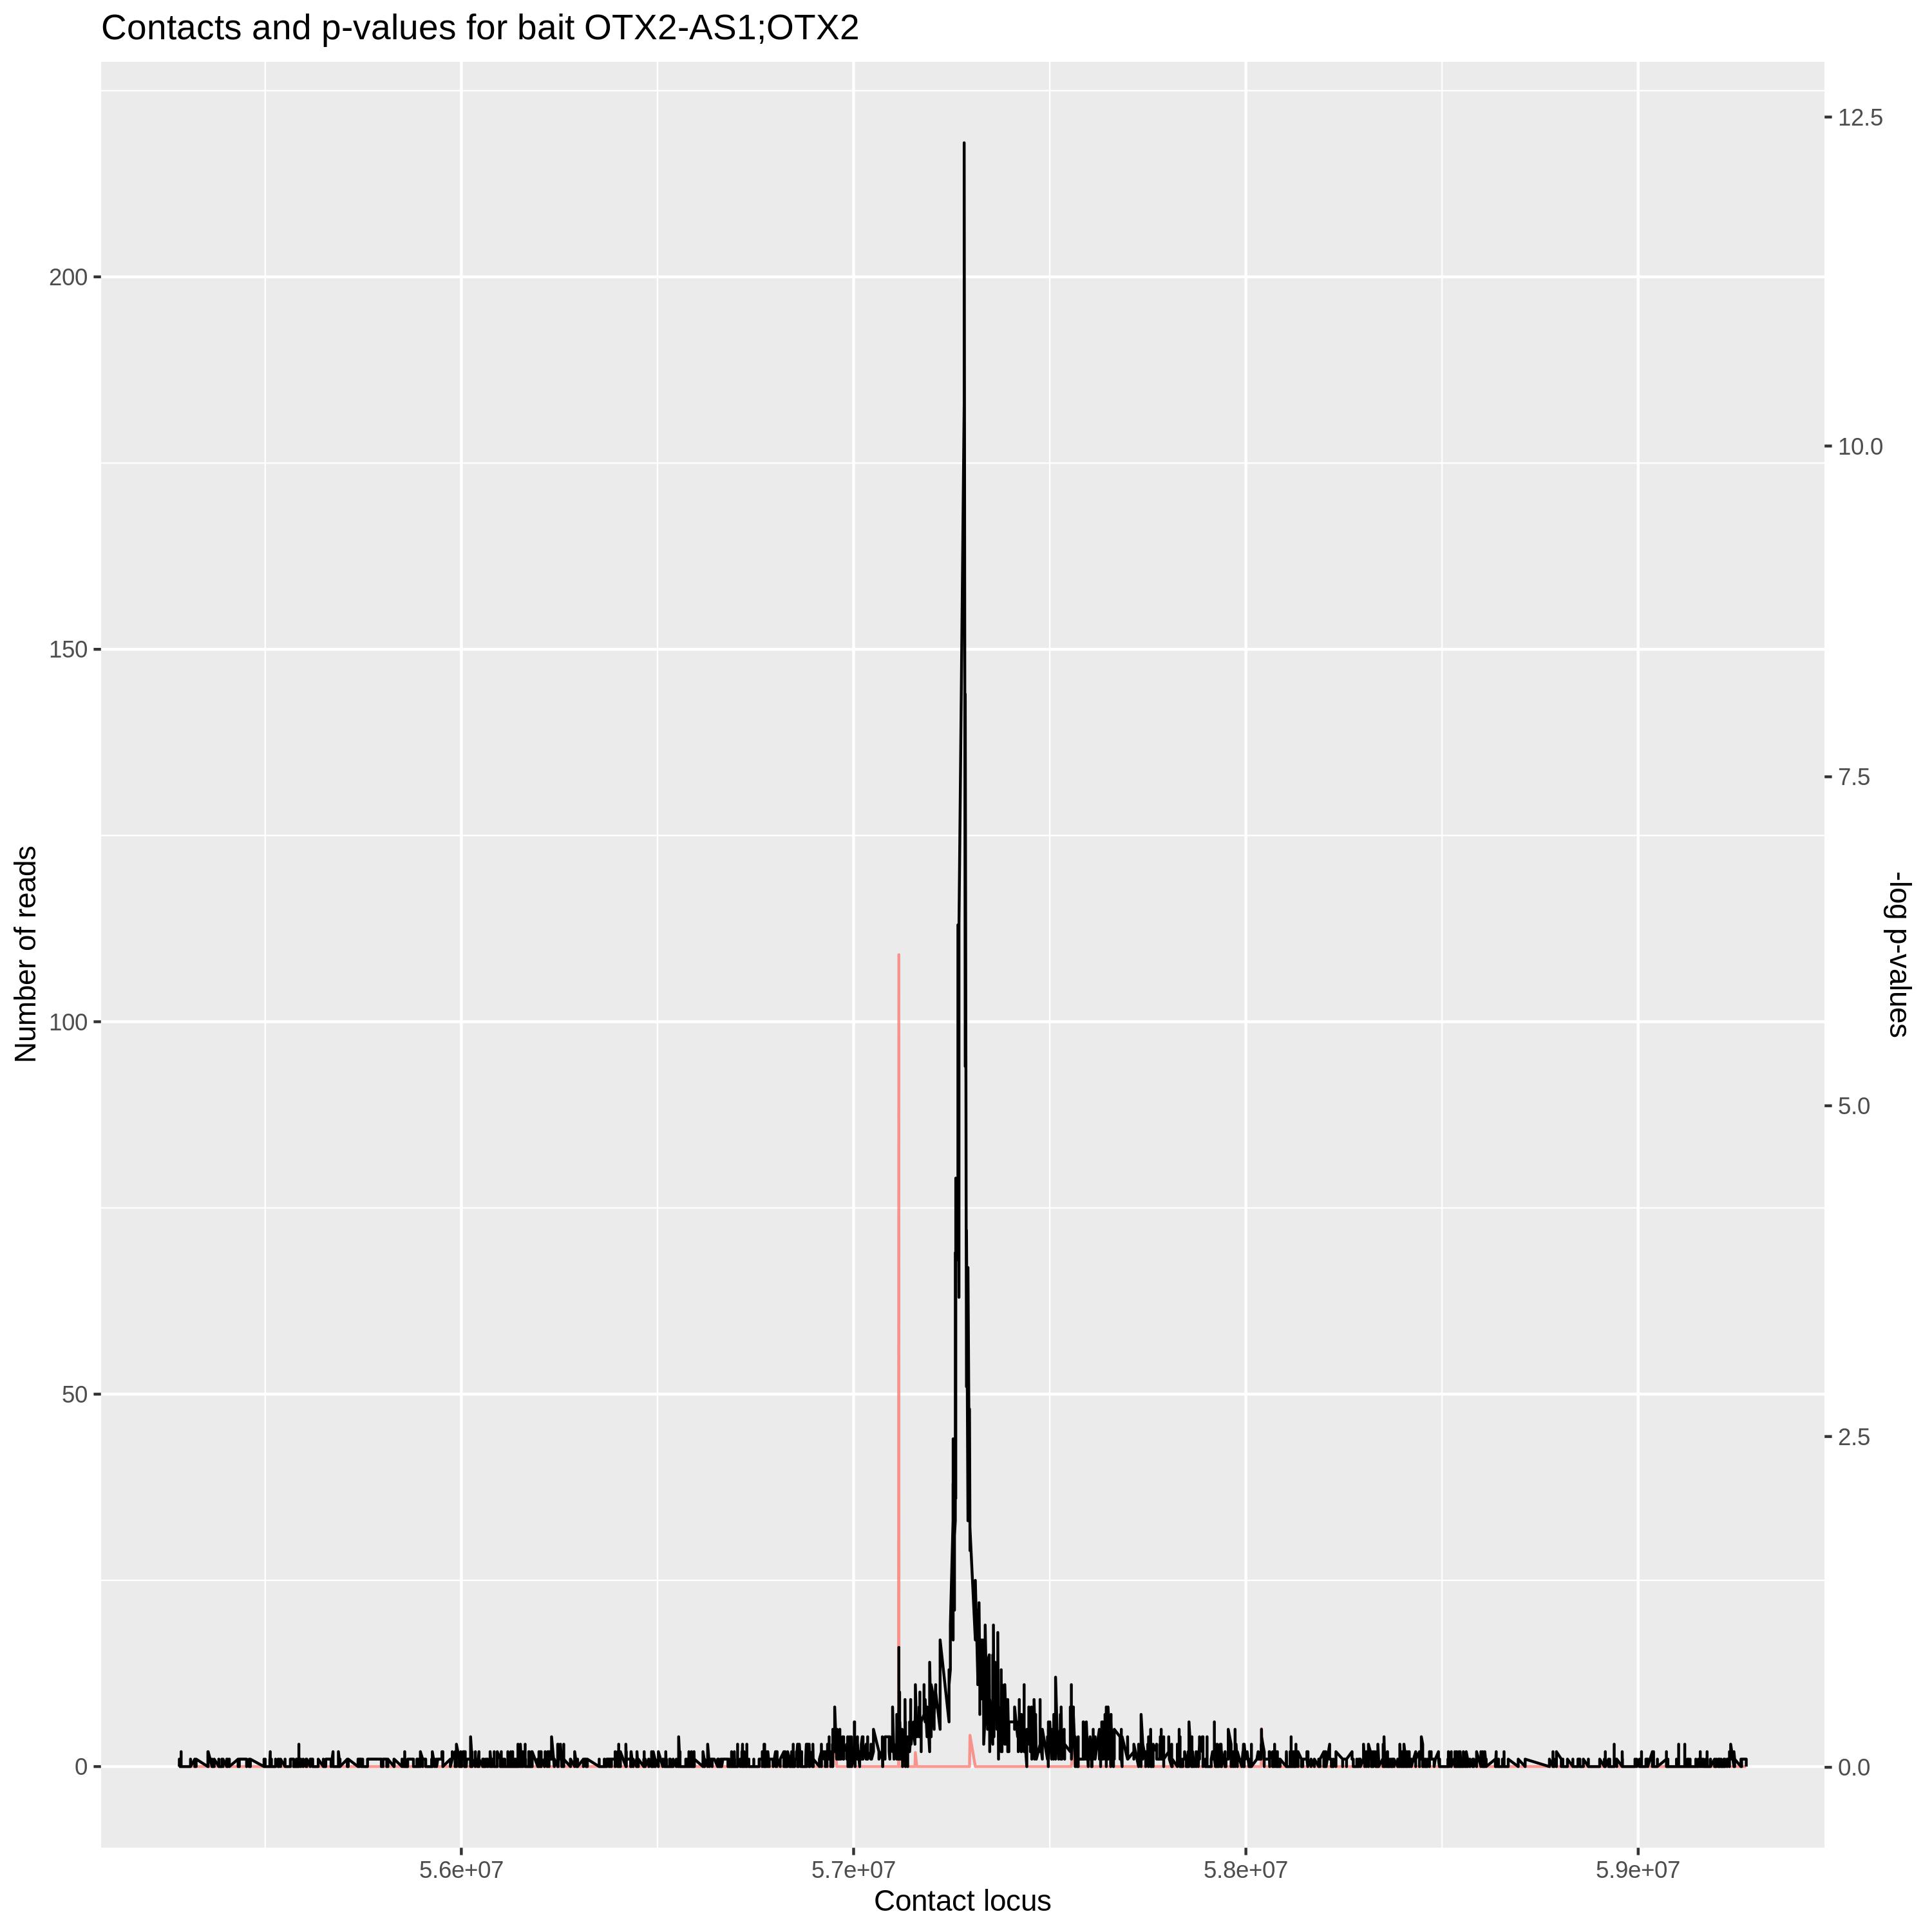 Contacts and p-values for bait OTX2-AS1;OTX2
Number of reads
200
150
100
50
0
12.5
10.0
7.5
5.0
2.5
0.0
-log p-values
5.6e+07 5.7e+07 5.8e+07 5.9e+07
Contact locus